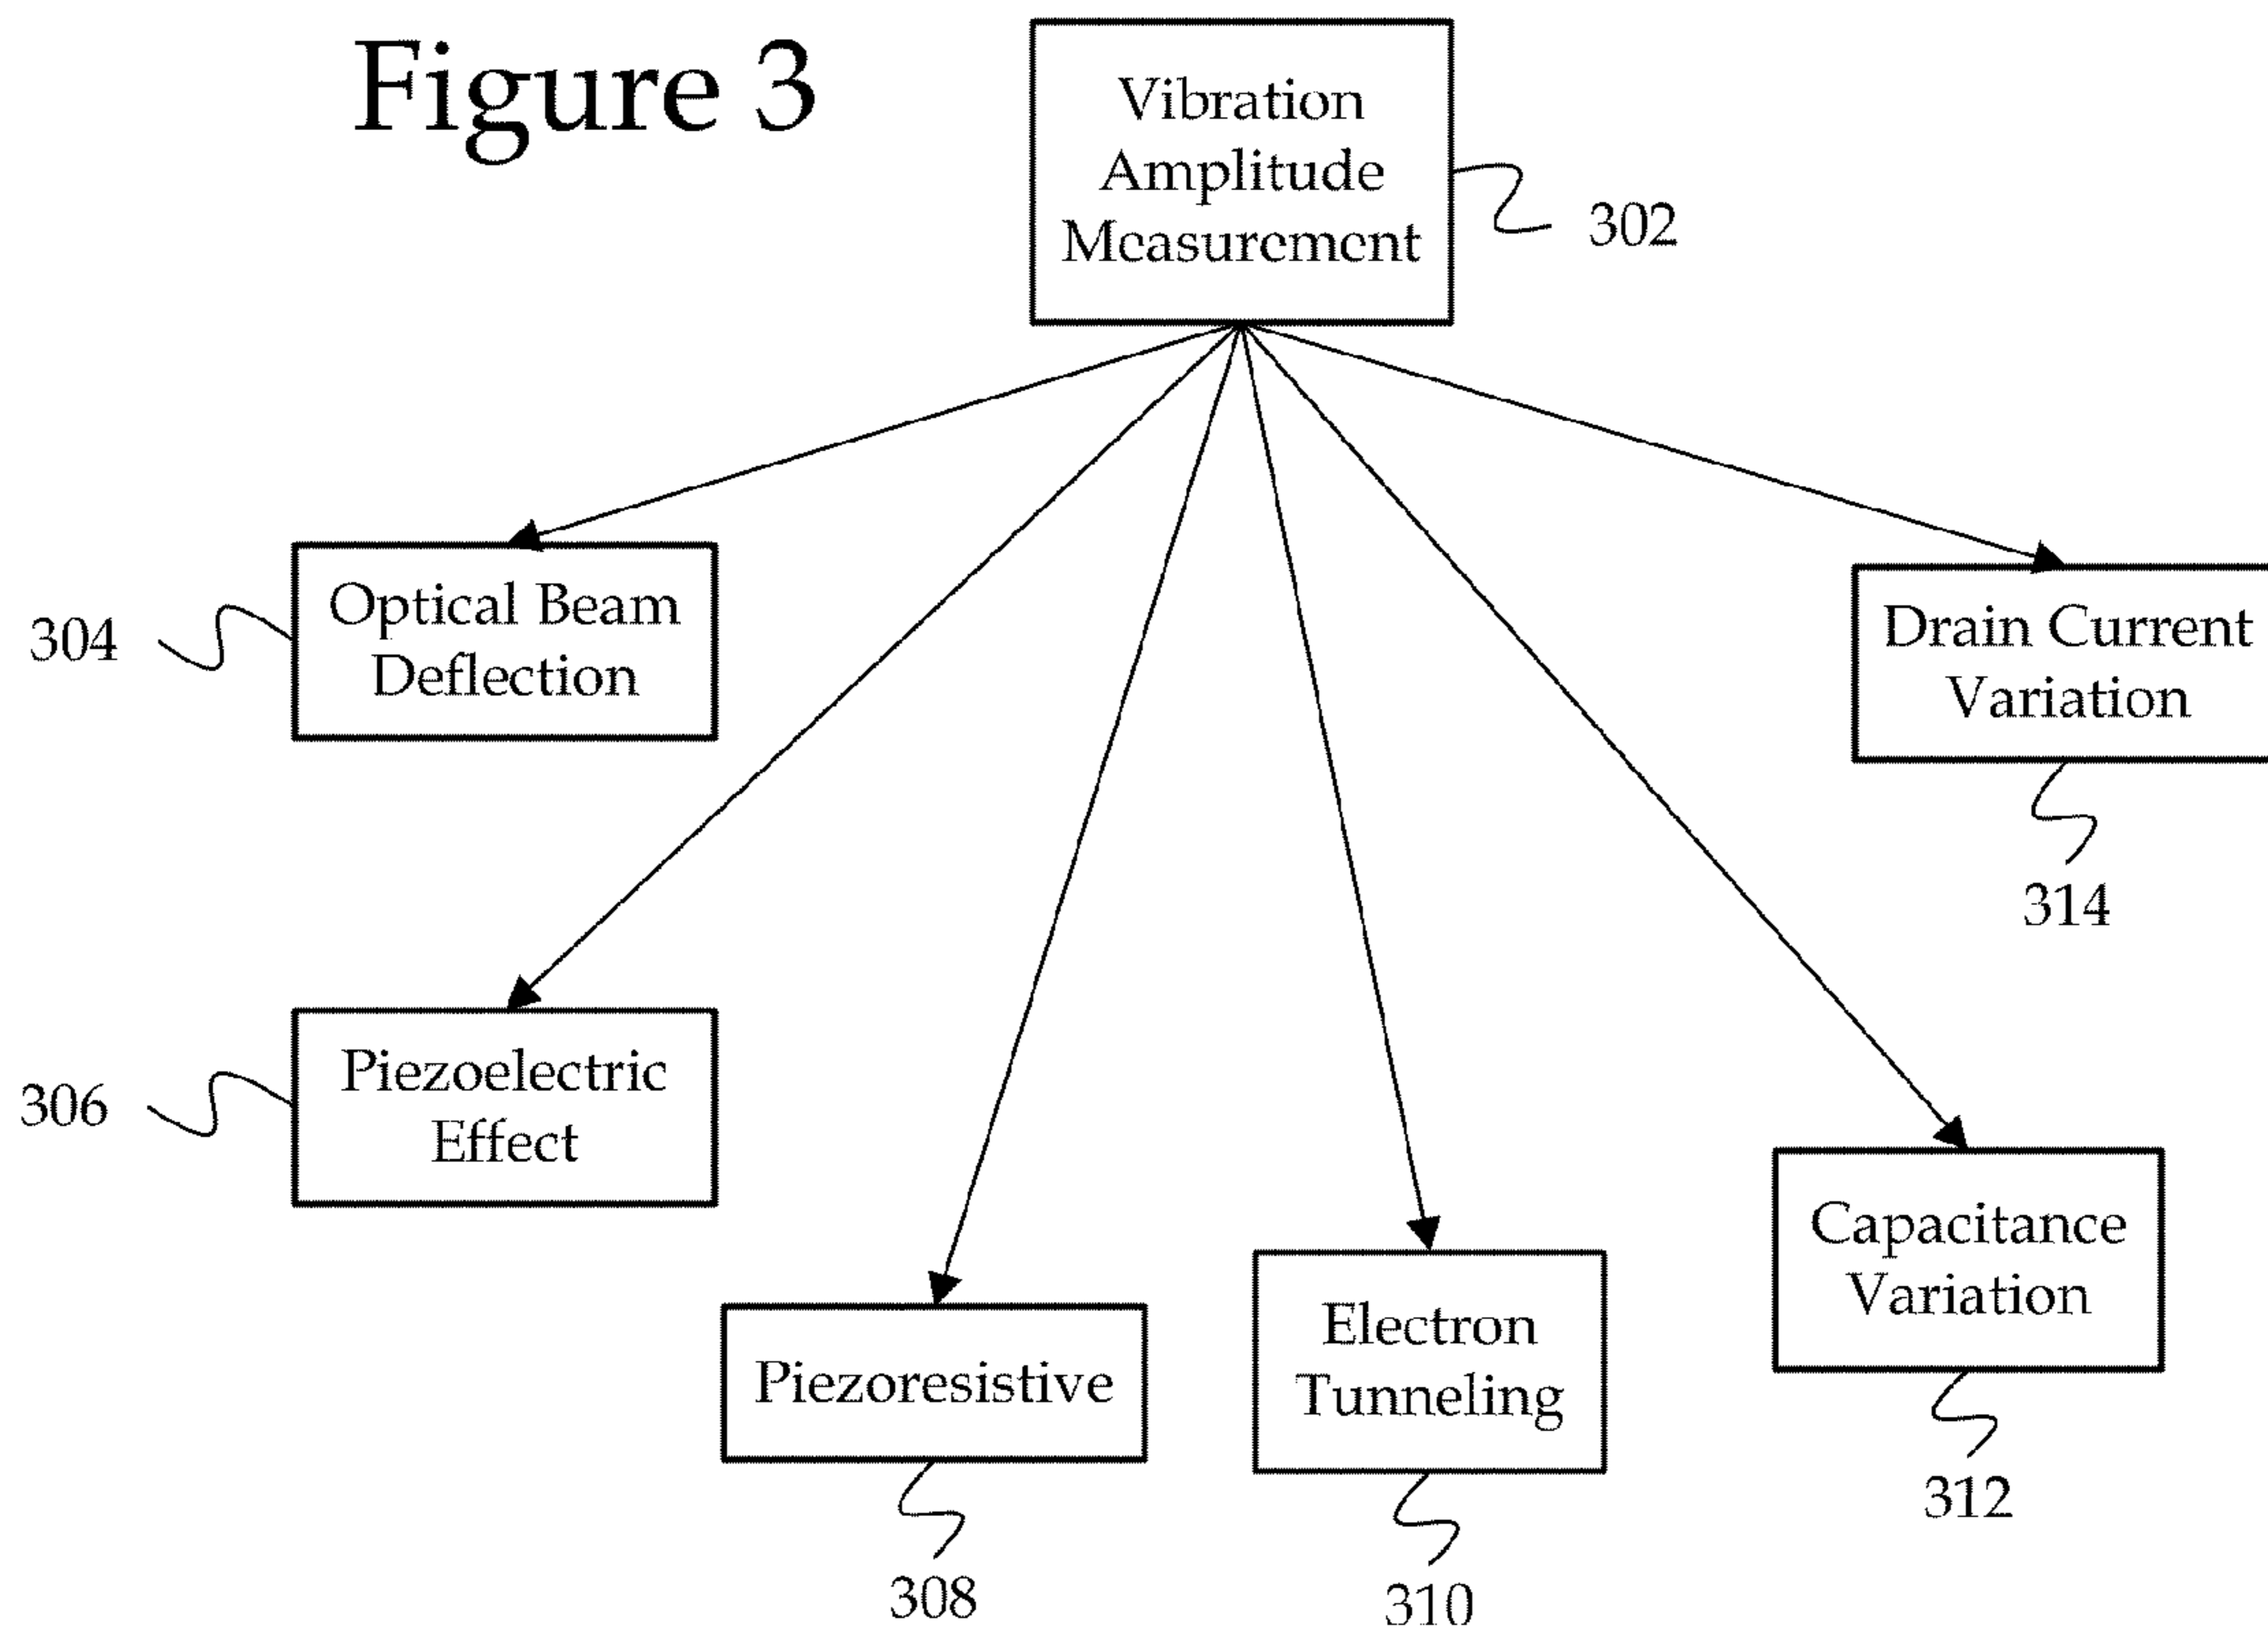 Figure 3
Vibration
Amplitude
Measurement
302
304
Optical Beam
Deflection
Drain Current
Variation
314
306
Piezoelectric
Effect
Capacitance
Variation
312
Piezoresistive
308
Electron
Tunneling
310